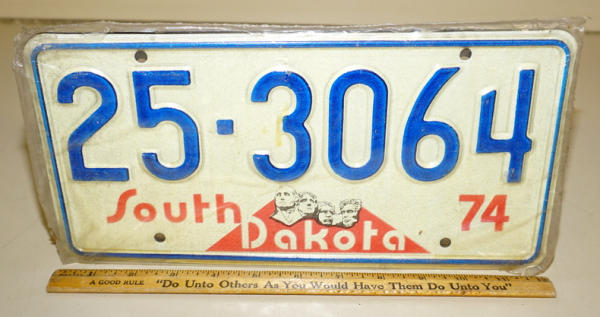 25-3064
South
Dakota
74
A GOOD RULE "Do Unto Others As You Would Have Them Do Unto You"